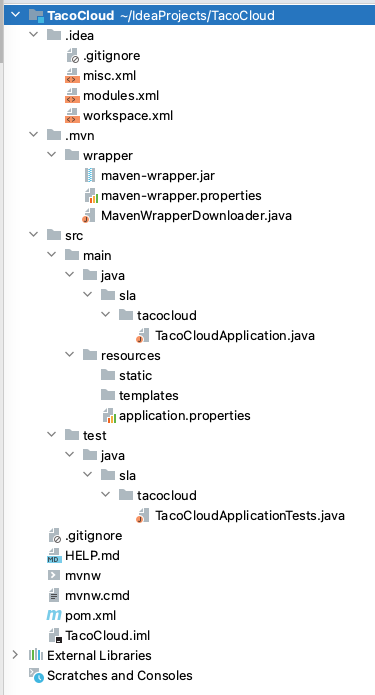 TacoCloud ~/IdeaProjects/TacoCloud
.idea
.gitignore
misc.xml
modules.xml
workspace.xml
.mvn
wrapper
maven-wrapper.jar
maven-wrapper.properties
MavenWrapperDownloader.java
src
main
java
sla
tacocloud
TacoCloudApplication.java
resources
static
templates
application.properties
test
java
sla
tacocloud
TacoCloudApplicationTests.java
.gitignore
MD HELP.md
mvnw
mvnw.cmd
m pom.xml
TacoCloud.iml
External Libraries
Scratches and Consoles